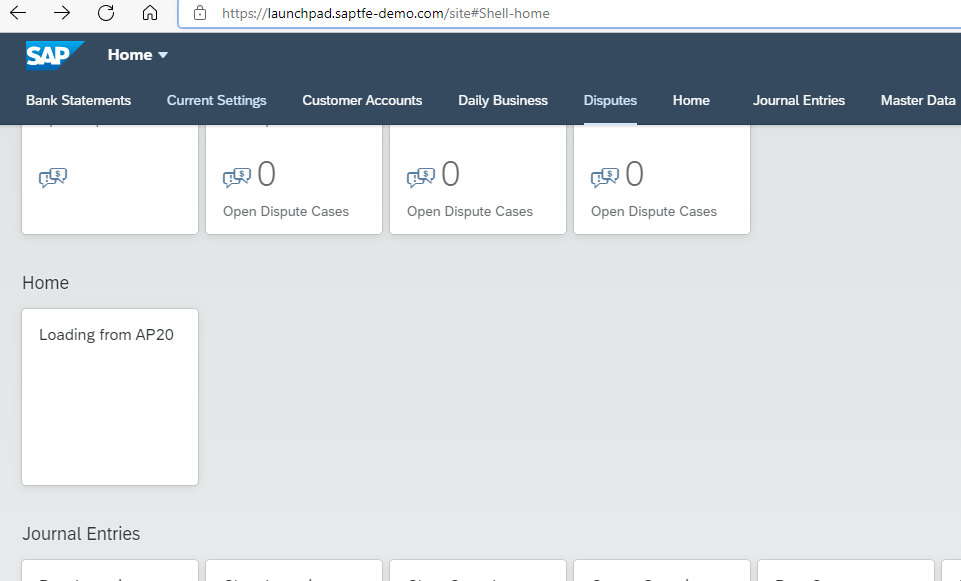 https://launchpad.saptfe-demo.com/site#Shell-home
SAP Home
Bank Statements Current Settings Customer Accounts Daily Business Disputes Home Journal Entries Master Data
0 0 0
Open Dispute Cases Open Dispute Cases Open Dispute Cases
Home
Loading from AP20
Journal Entries